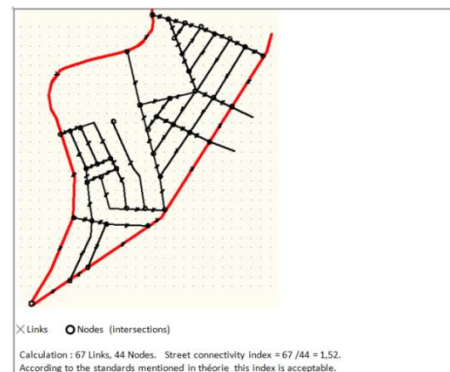 Links Nodes (intersections)
Calculation : 67 Links, 44 Nodes. Street connectivity index = 67 /44 = 1,52.
According to the standards mentioned in théorie this index is acceptable.